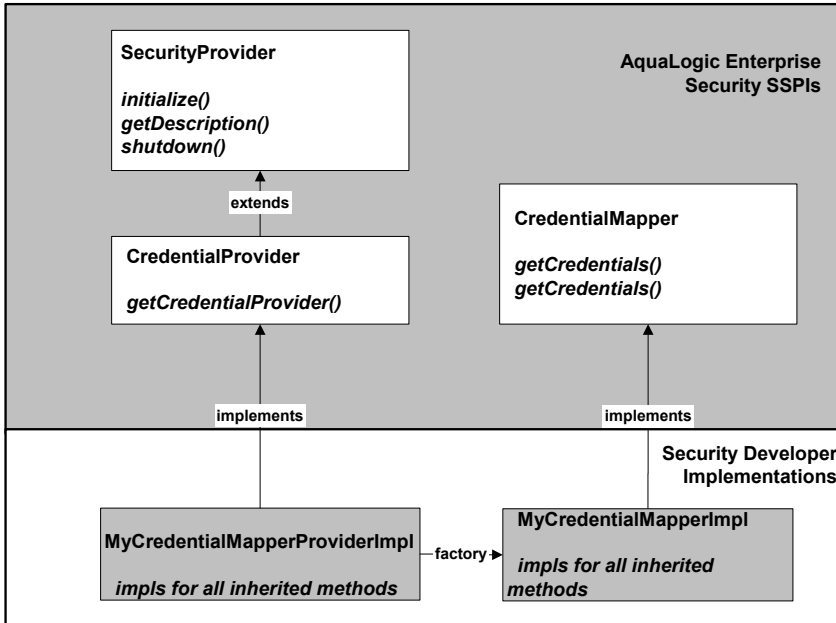 SecurityProvider
initialize()
getDescription()
shutdown()
AquaLogic Enterprise
Security SSPIs
extends
CredentialProvider
getCredentialProvider()
CredentialMapper
getCredentials()
getCredentials()
implements
implements
Security Developer
Implementations
MyCredentialMapperProviderImpl
impls for all inherited methods
factory
MyCredentialMapperImpl
impls for all inherited
methods